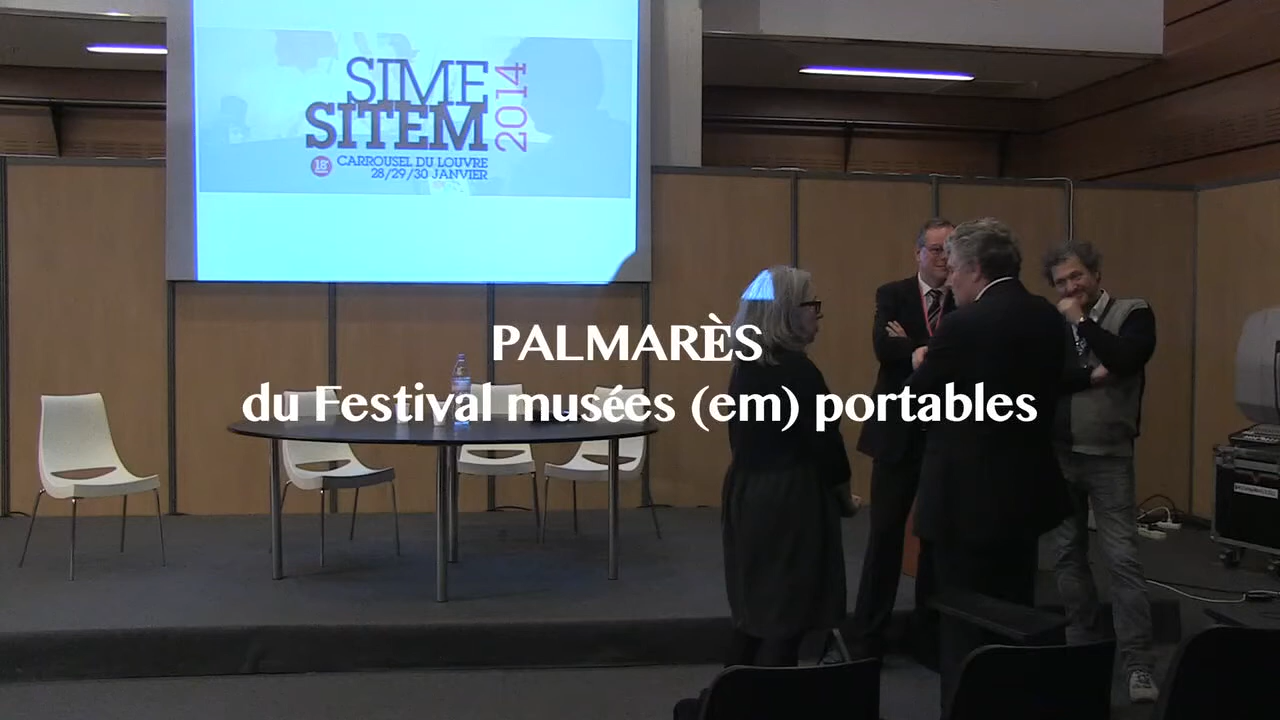 SIME
SITEM
2014
18e
CARROUSEL DU LOUVRE
28/29/30 JANVIER
PALMARÈS
du Festival musées (em) portables